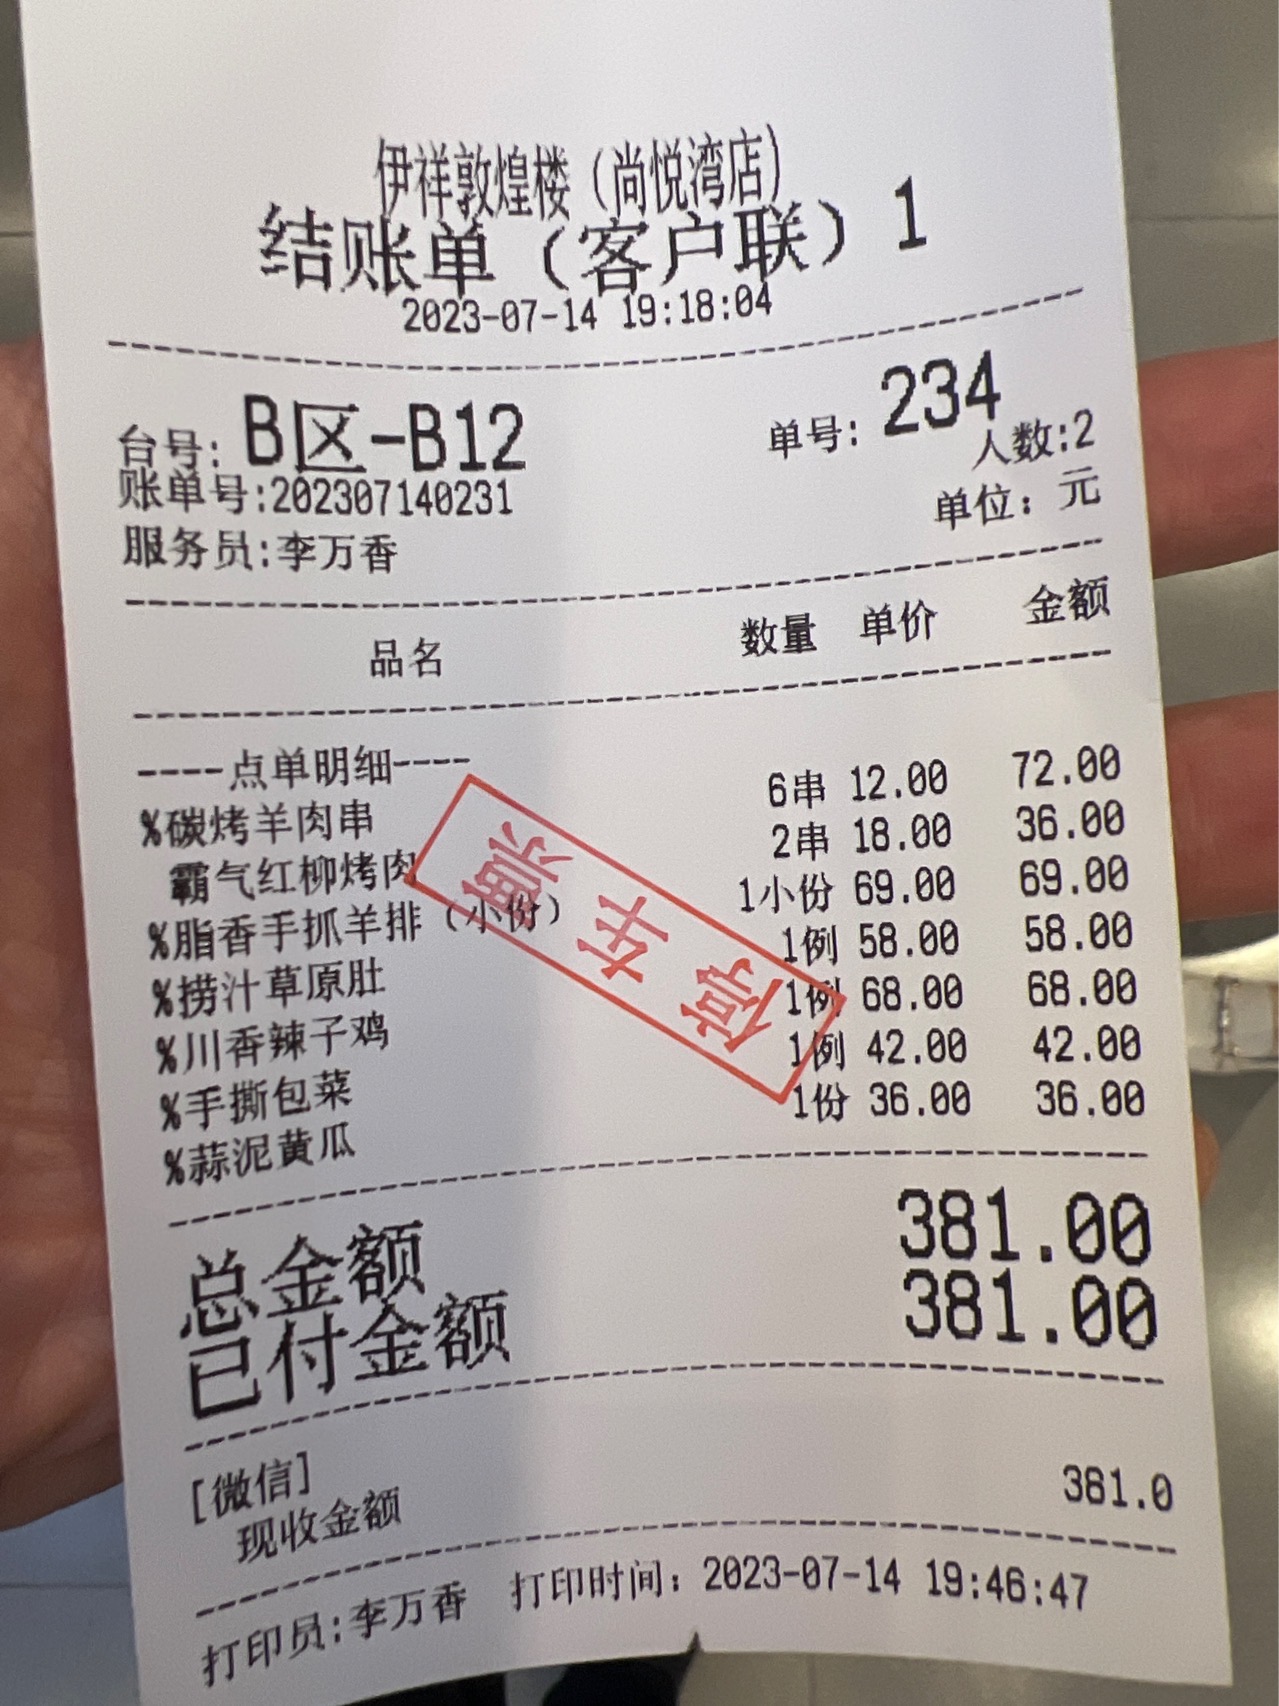 伊祥敦煌楼（尚悦湾店）
结账单（客户联）1
2023-07-14 19:18:04
台号: B区-B12 单号: 234
账单号:202307140231 人数:2
服务员:李万香 单位: 元
品名 数量 单价 金额
----点单明细----
%碳烤羊肉串 6串 12.00 72.00
霸气红柳烤肉 2串 18.00 36.00
%脂香手抓羊排（小份） 1小份 69.00 69.00
%捞汁草原肚 1例 58.00 58.00
%川香辣子鸡 1例 68.00 68.00
%手撕包菜 1例 42.00 42.00
%蒜泥黄瓜 1份 36.00 36.00
停车票
总金额 381.00
已付金额 381.00
[微信]
现收金额 381.0
打印员:李万香 打印时间: 2023-07-14 19:46:47